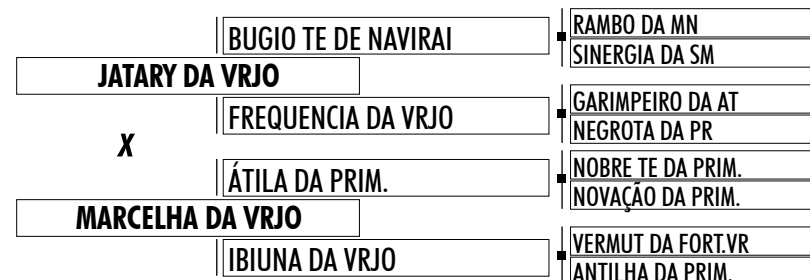 RAMBO DA MN
BUGIO TE DE NAVIRAI
SINERGIA DA SM
JATARY DA VRJO
GARIMPEIRO DA AT
FREQUENCIA DA VRJO
NEGROTA DA PR
X
NOBRE TE DA PRIM.
ÁTILA DA PRIM.
NOVAÇÃO DA PRIM.
MARCELHA DA VRJO
VERMUT DA FORT.VR
IBIUNA DA VRJO
ANTILHA DA PRIM.